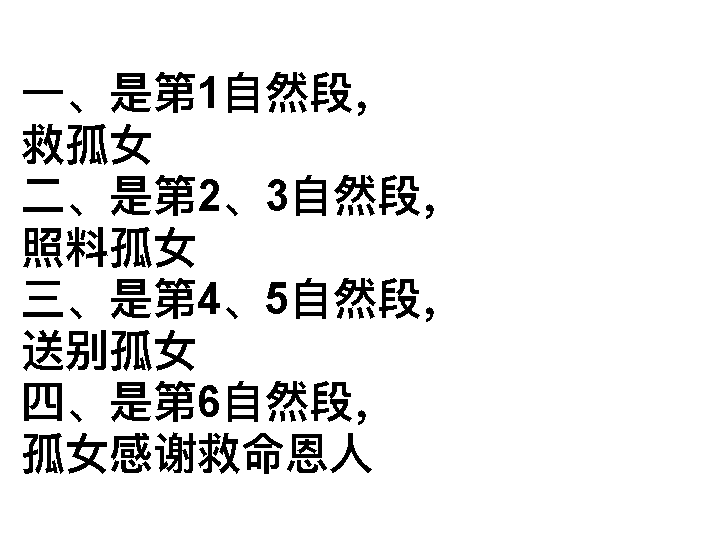 一、是第1自然段，
救孤女
二、是第2、3自然段，
照料孤女
三、是第4、5自然段，
送别孤女
四、是第6自然段，
孤女感谢救命恩人